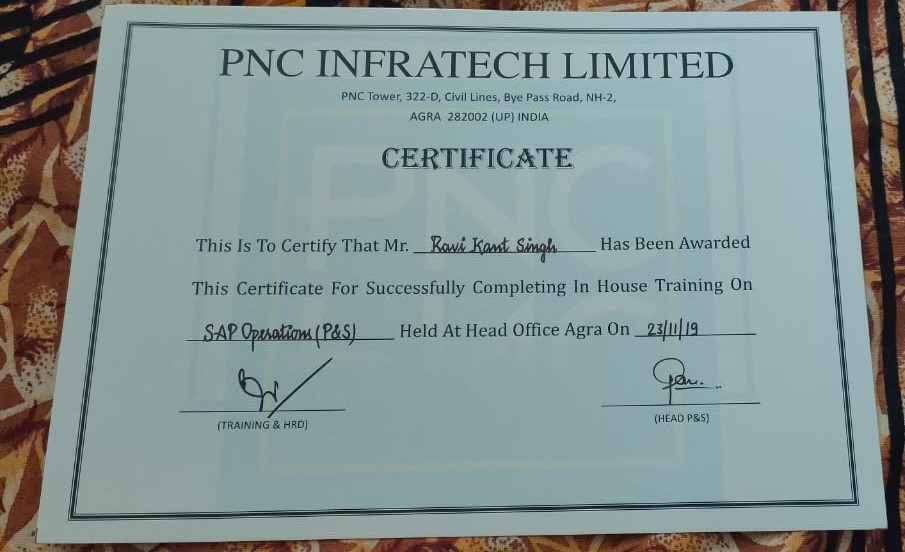 PNC INFRATECH LIMITED
PNC Tower, 322-D, Civil Lines, Bye Pass Road, NH-2,
AGRA 282002 (UP) INDIA
CERTIFICATE
This Is To Certify That Mr. Ravi Kant Singh Has Been Awarded
This Certificate For Successfully Completing In House Training On
SAP Operations (P&S) Held At Head Office Agra On 23/11/19
(TRAINING & HRD)
(HEAD P&S)